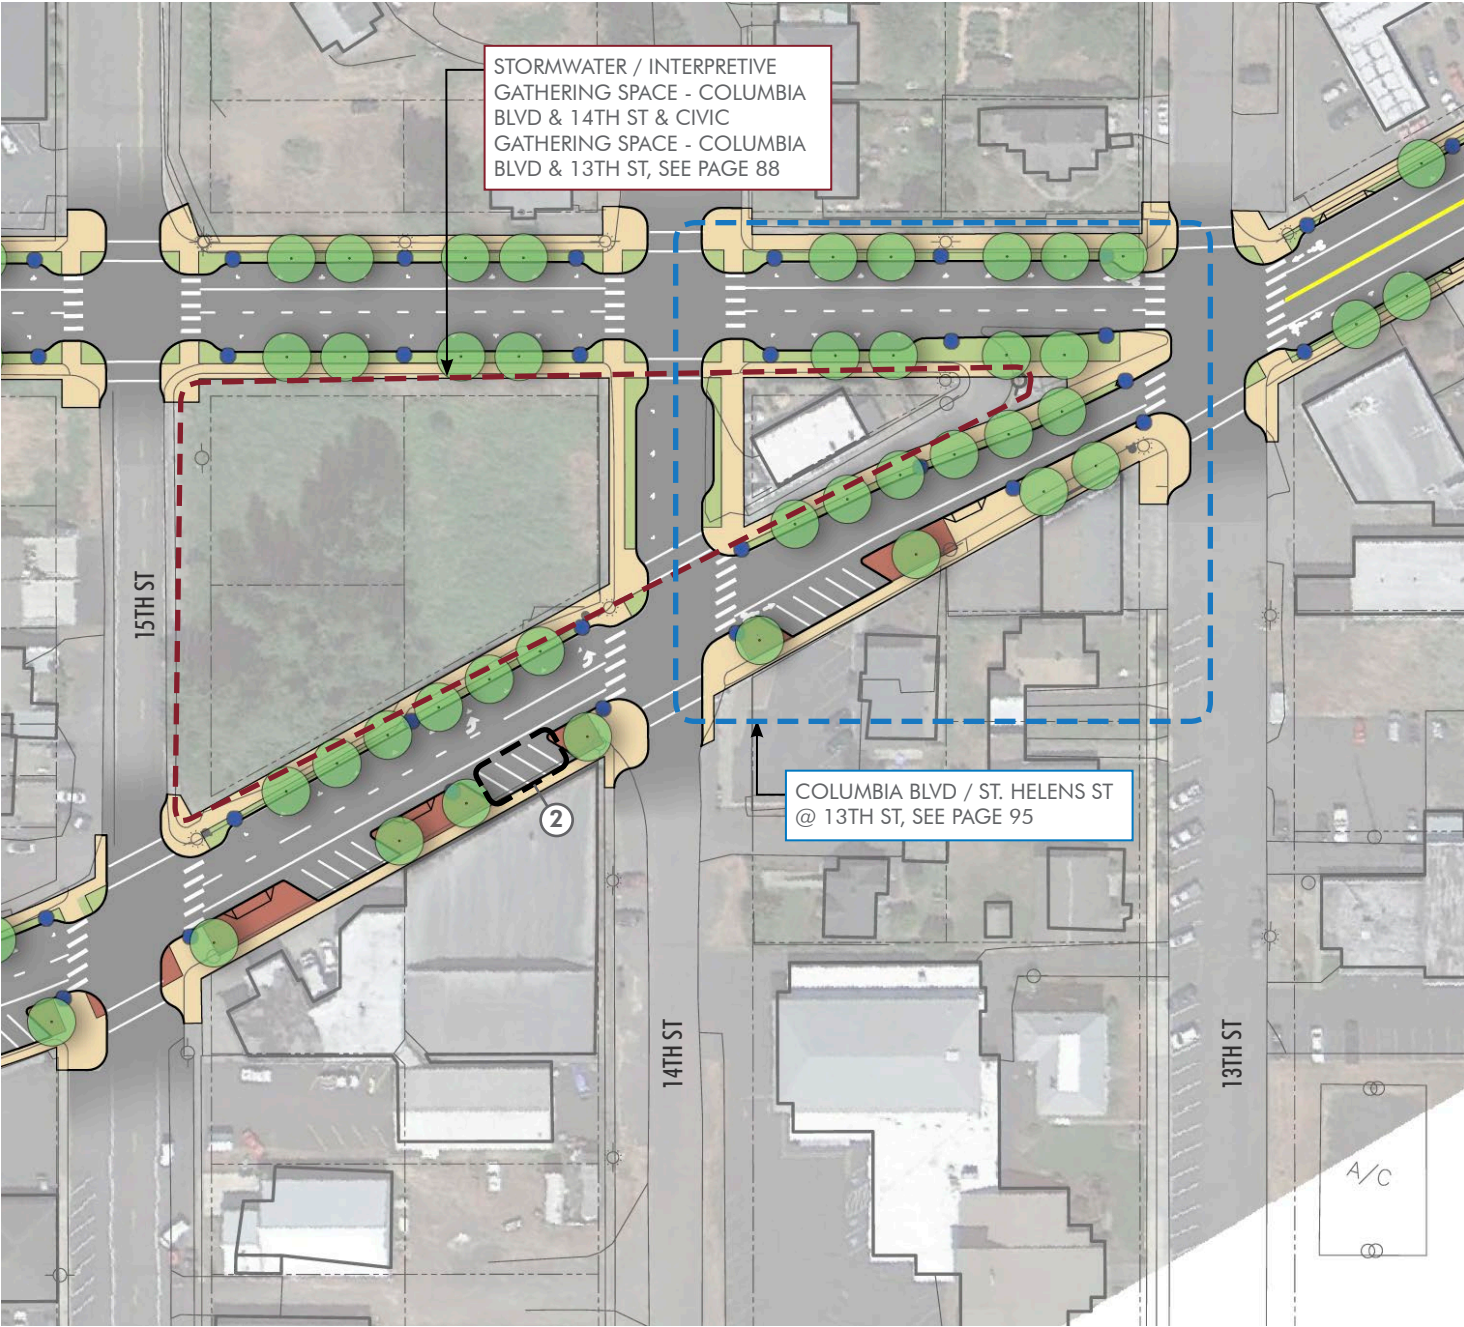 STORMWATER / INTERPRETIVE
GATHERING SPACE - COLUMBIA
BLVD & 14TH ST & CIVIC
GATHERING SPACE - COLUMBIA
BLVD & 13TH ST, SEE PAGE 88
15TH ST
COLUMBIA BLVD / ST. HELENS ST
@ 13TH ST, SEE PAGE 95
2
14TH ST
13TH ST
A/C